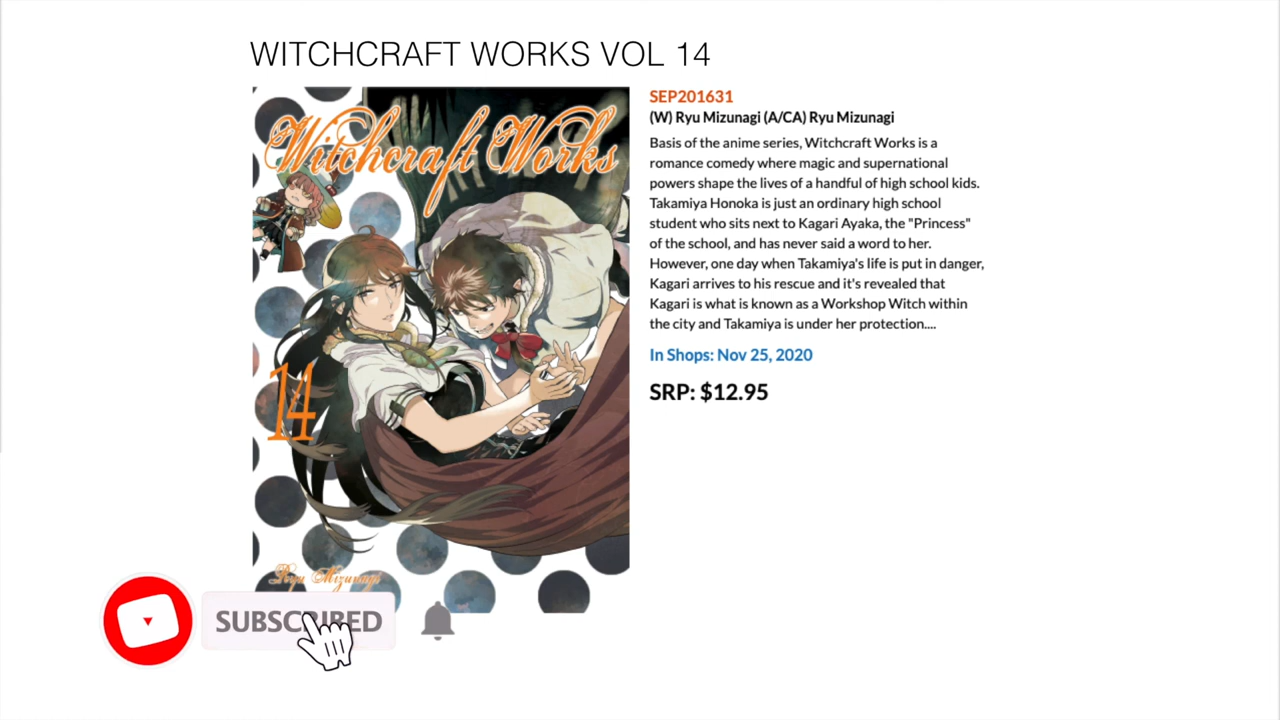 WITCHCRAFT WORKS VOL 14
Witchcraft Works
14
Ryu Mizunagi
SEP201631
(W) Ryu Mizunagi (A/CA) Ryu Mizunagi
Basis of the anime series, Witchcraft Works is a
romance comedy where magic and supernational
powers shape the lives of a handful of high school kids.
Takamiya Honoka is just an ordinary high school
student who sits next to Kagari Ayaka, the "Princess"
of the school, and has never said a word to her.
However, one day when Takamiya's life is put in danger,
Kagari arrives to his rescue and it's revealed that
Kagari is what is known as a Workshop Witch within
the city and Takamiya is under her protection....
In Shops: Nov 25, 2020
SRP: $12.95
SUBSCRIBED